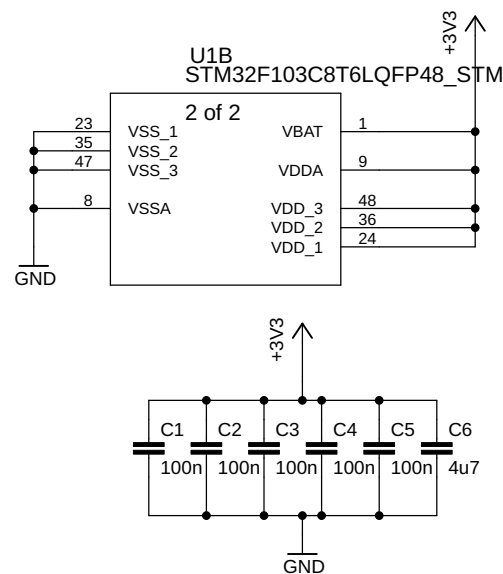 +3V3
U1B
STM32F103C8T6LQFP48_STM
2 of 2
23 VSS_1 VBAT 1
35 VSS_2
47 VSS_3 VDDA 9
8 VSSA VDD_3 48
VDD_2 36
VDD_1 24
GND
+3V3
C1 C2 C3 C4 C5 C6
100n 100n 100n 100n 100n 4u7
GND